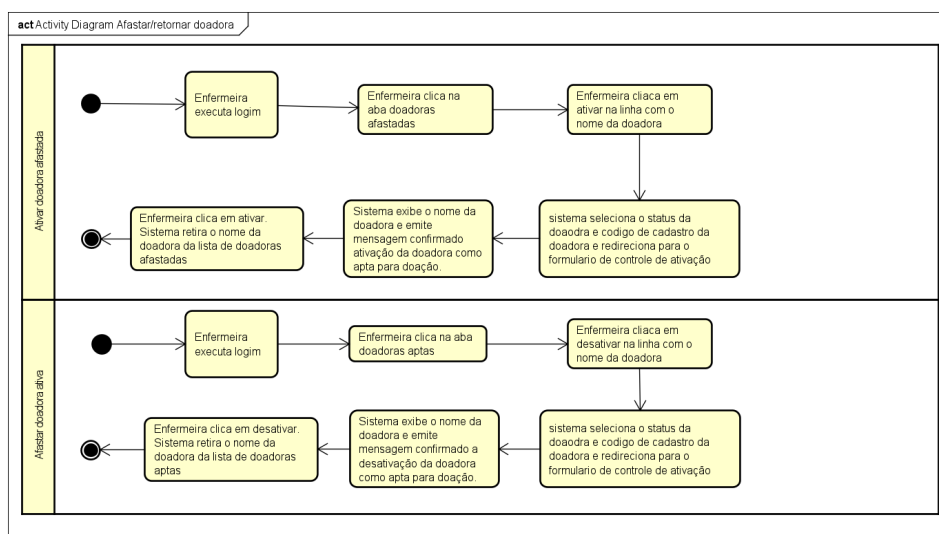 act Activity Diagram Afastar/retornar doadora
Ativar doadora afastada
Enfermeira
executa logim
Enfermeira clica na
aba doadoras
afastadas
Enfermeira cliaca em
ativar na linha com o
nome da doadora
Enfermeira clica em ativar.
Sistema retira o nome da
doadora da lista de doadoras
afastadas
Sistema exibe o nome da
doadora e emite
mensagem confirmado
ativação da doadora como
apta para doação.
sistema seleciona o status da
doaodra e codigo de cadastro da
doadora e redireciona para o
formulario de controle de ativação
Afastar doadora ativa
Enfermeira
executa logim
Enfermeira clica na aba
doadoras aptas
Enfermeira cliaca em
desativar na linha com o
nome da doadora
Enfermeira clica em desativar.
Sistema retira o nome da
doadora da lista de doadoras
aptas
Sistema exibe o nome da
doadora e emite
mensagem confirmado a
desativação da doadora
como apta para doação.
sistema seleciona o status da
doaodra e codigo de cadastro da
doadora e redireciona para o
formulario de controle de ativação